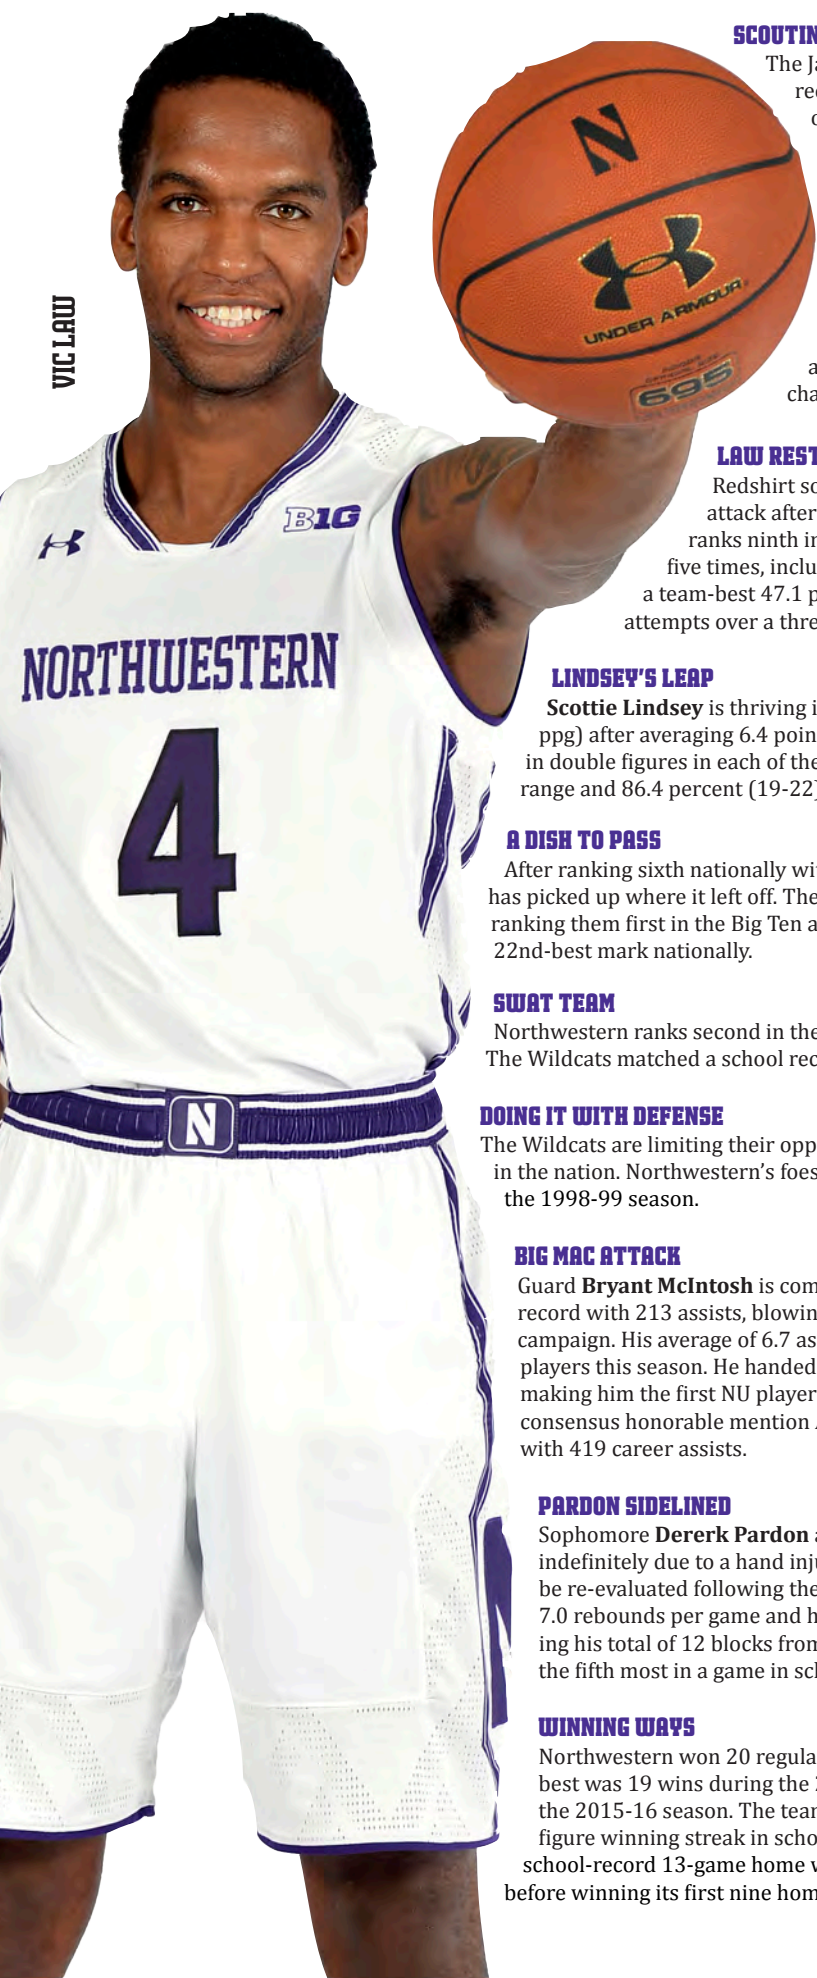 SCOUTIN
The Ja
rec
VIC LAW
N
UNDER ARMOUR
695
a
cha
LAW REST
Redshirt so
attack after
ranks ninth in
five times, inclu
a team-best 47.1 p
attempts over a thre
B1G
NORTHWESTERN
4
N
LINDSEY'S LEAP
Scottie Lindsey is thriving i
ppg) after averaging 6.4 poin
in double figures in each of the
range and 86.4 percent (19-22)
A DISH TO PASS
After ranking sixth nationally wi
has picked up where it left off. The
ranking them first in the Big Ten a
22nd-best mark nationally.
SWAT TEAM
Northwestern ranks second in the
The Wildcats matched a school rec
DOING IT WITH DEFENSE
The Wildcats are limiting their opp
in the nation. Northwestern's foes
the 1998-99 season.
BIG MAC ATTACK
Guard Bryant McIntosh is com
record with 213 assists, blowin
campaign. His average of 6.7 as
players this season. He handed
making him the first NU player
consensus honorable mention
with 419 career assists.
PARDON SIDELINED
Sophomore Dererk Pardon a
indefinitely due to a hand inju
be re-evaluated following the
7.0 rebounds per game and h
ing his total of 12 blocks from
the fifth most in a game in sch
WINNING WAYS
Northwestern won 20 regula
best was 19 wins during the
the 2015-16 season. The team
figure winning streak in scho
school-record 13-game home w
before winning its first nine hom